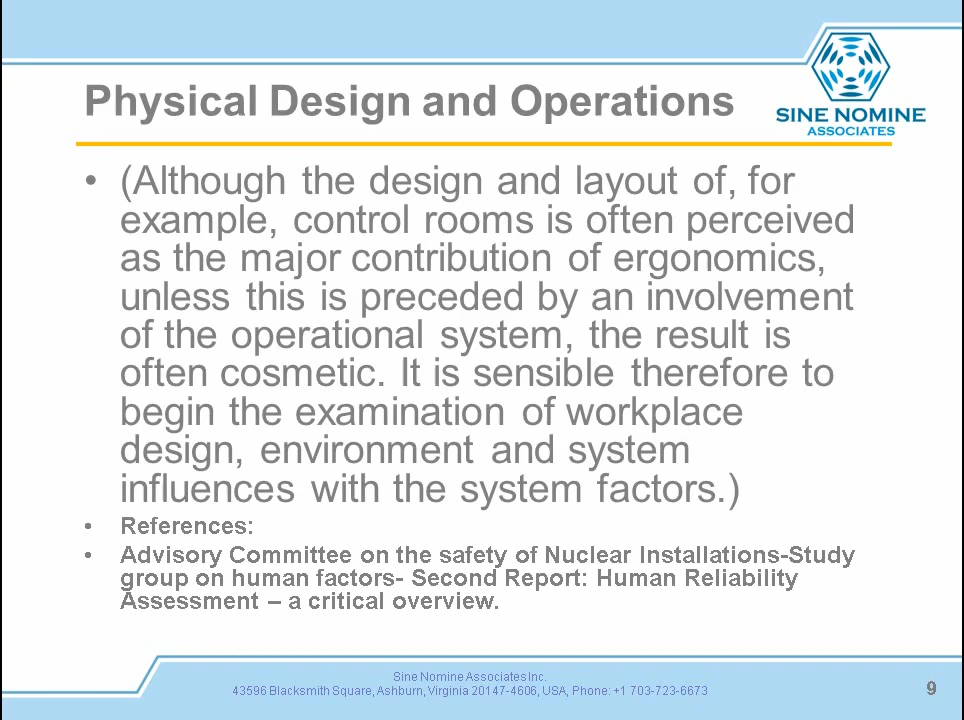 SINE NOMINE
ASSOCIATES
Physical Design and Operations
• (Although the design and layout of, for
example, control rooms is often perceived
as the major contribution of ergonomics,
unless this is preceded by an involvement
of the operational system, the result is
often cosmetic. It is sensible therefore to
begin the examination of workplace
design, environment and system
influences with the system factors.)
• References:
• Advisory Committee on the safety of Nuclear Installations-Study
group on human factors- Second Report: Human Reliability
Assessment – a critical overview.
Sine Nomine Associates Inc.
43596 Blacksmith Square, Ashburn, Virginia 20147-4606, USA, Phone: +1 703-723-6673
9